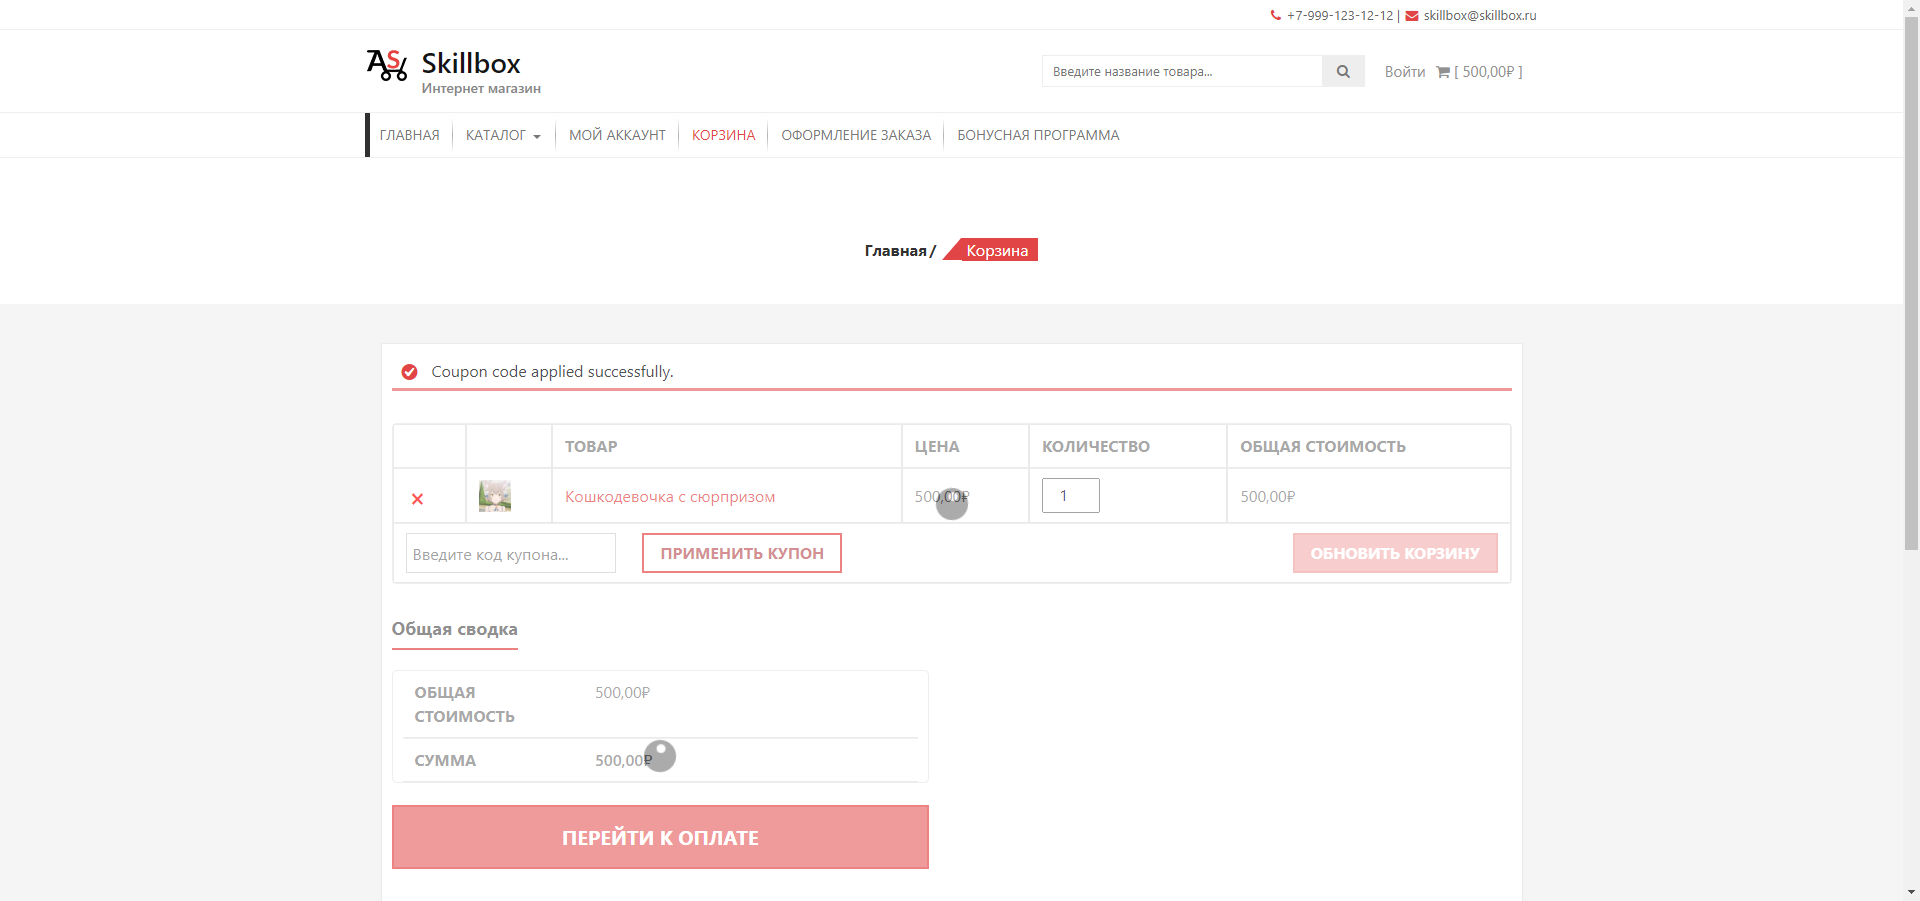 +7-999-123-12-12 | skillbox@skillbox.ru
AS Skillbox
Интернет магазин
Введите название товара...
Войти [ 500,00₽ ]
ГЛАВНАЯ КАТАЛОГ МОЙ АККАУНТ КОРЗИНА ОФОРМЛЕНИЕ ЗАКАЗА БОНУСНАЯ ПРОГРАММА
Главная / Корзина
Coupon code applied successfully.
ТОВАР ЦЕНА КОЛИЧЕСТВО ОБЩАЯ СТОИМОСТЬ
Кошкодевочка с сюрпризом 500,00₽ 1 500,00₽
Введите код купона... ПРИМЕНИТЬ КУПОН ОБНОВИТЬ КОРЗИНУ
Общая сводка
ОБЩАЯ СТОИМОСТЬ 500,00₽
СУММА 500,00₽
ПЕРЕЙТИ К ОПЛАТЕ